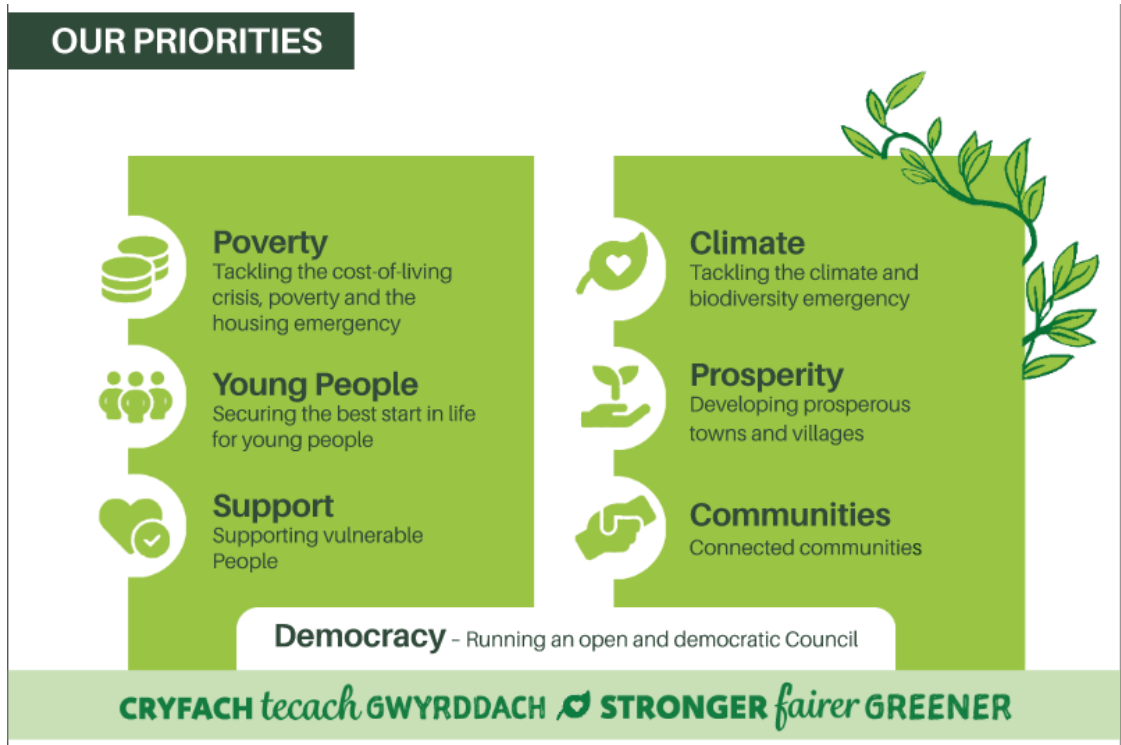 OUR PRIORITIES
Poverty
Tackling the cost-of-living
crisis, poverty and the
housing emergency
Young People
Securing the best start in life
for young people
Support
Supporting vulnerable
People
Climate
Tackling the climate and
biodiversity emergency
Prosperity
Developing prosperous
towns and villages
Communities
Connected communities
Democracy – Running an open and democratic Council
CRYFACH tecach GWYRDDACH STRONGER fairer GREENER